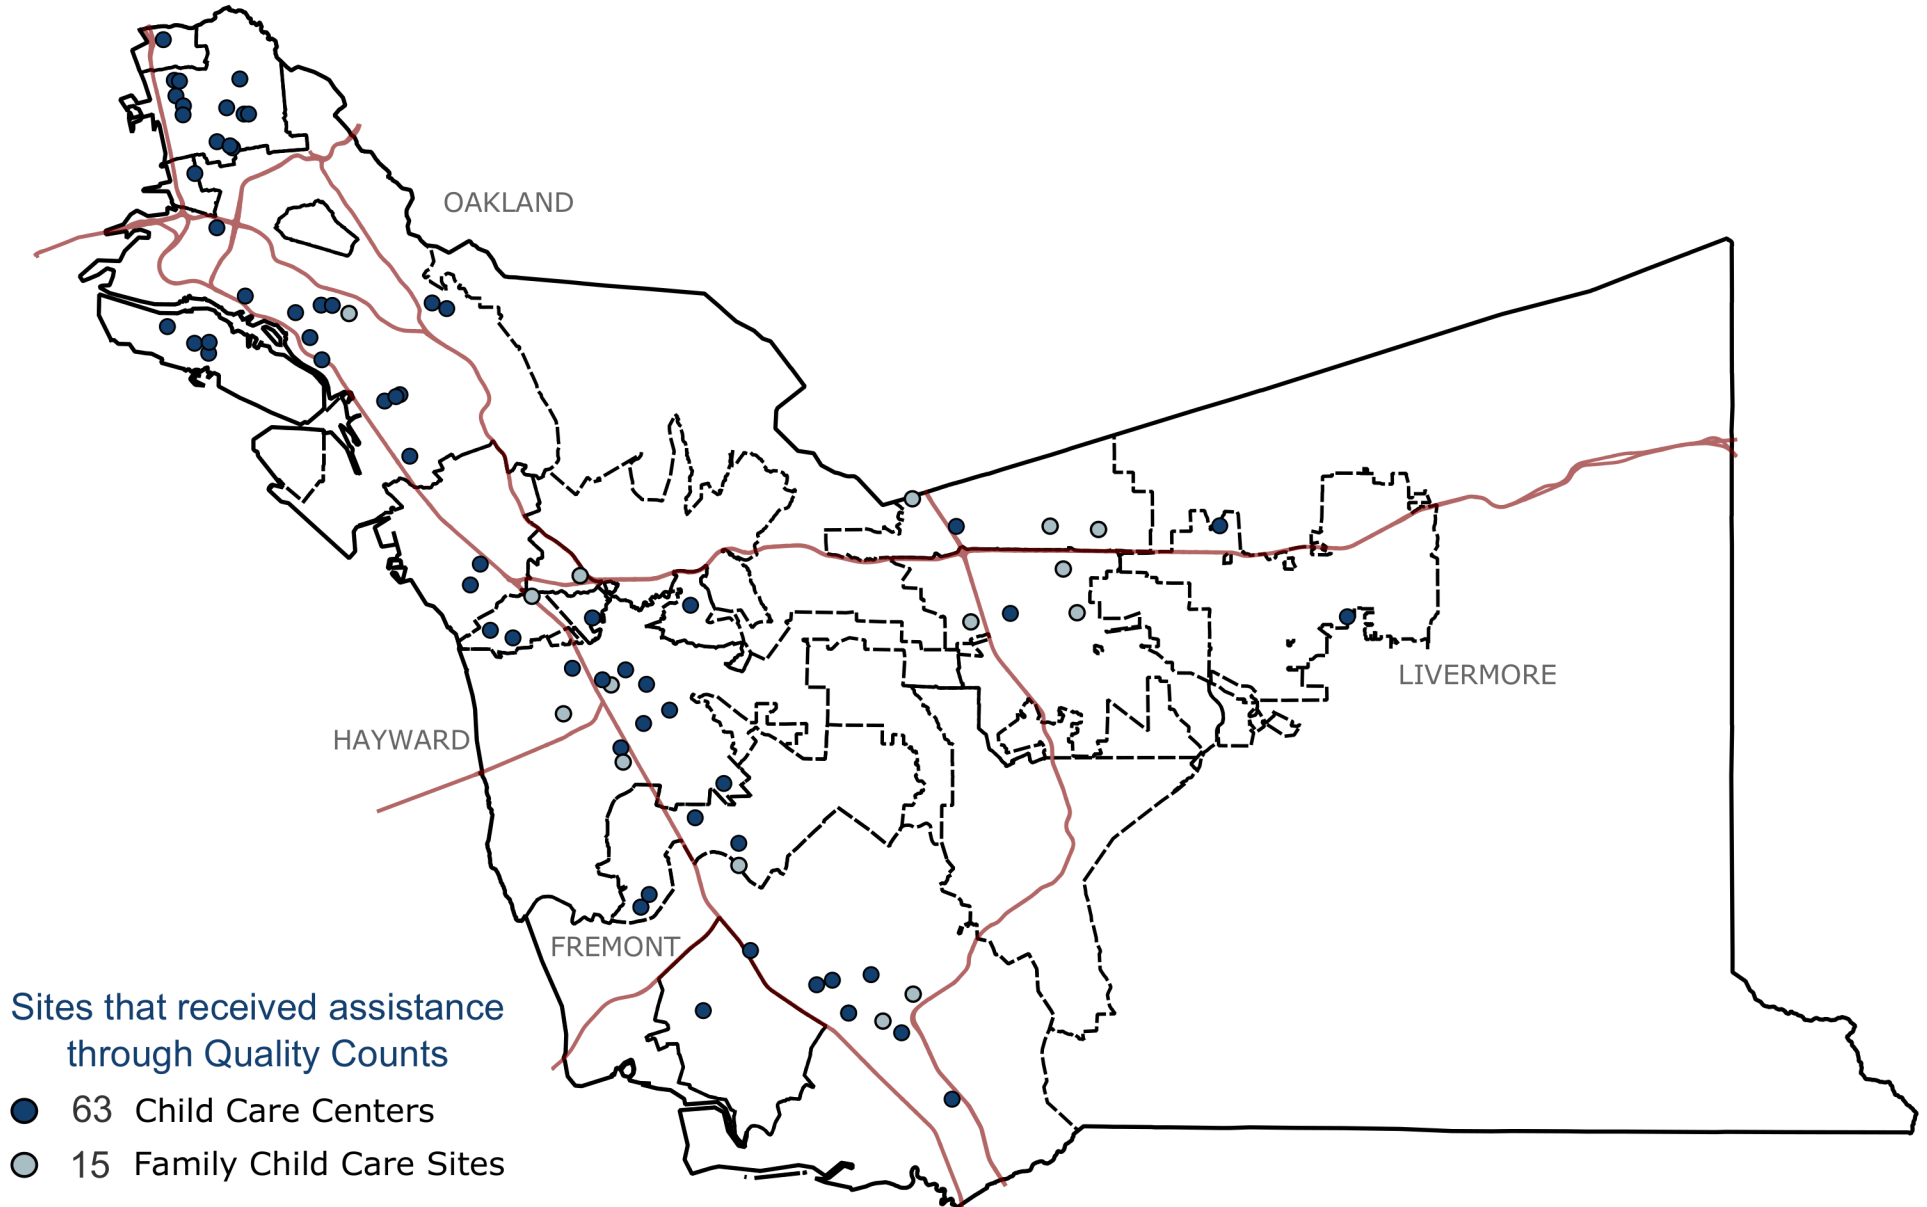 OAKLAND
LIVERMORE
HAYWARD
FREMONT
Sites that received assistance
through Quality Counts
63 Child Care Centers
15 Family Child Care Sites